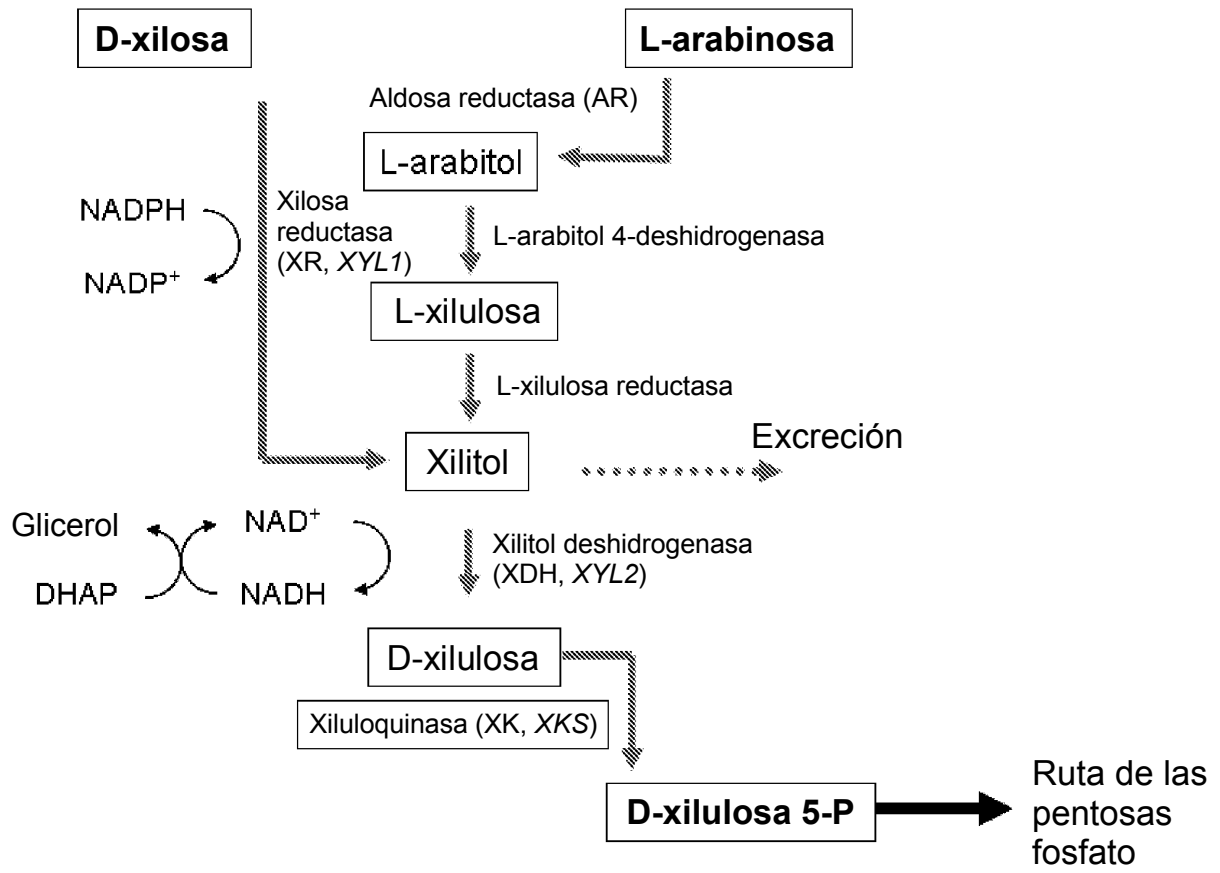 D-xilosa
L-arabinosa
Aldosa reductasa (AR)
L-arabitol
NADPH
NADP+
Xilosa
reductasa
(XR, XYL1)
L-arabitol 4-deshidrogenasa
L-xilulosa
L-xilulosa reductasa
Xilitol
Excreción
Glicerol
NAD+
DHAP
NADH
Xilitol deshidrogenasa
(XDH, XYL2)
D-xilulosa
Xiluloquinasa (XK, XKS)
D-xilulosa 5-P
Ruta de las
pentosas
fosfato